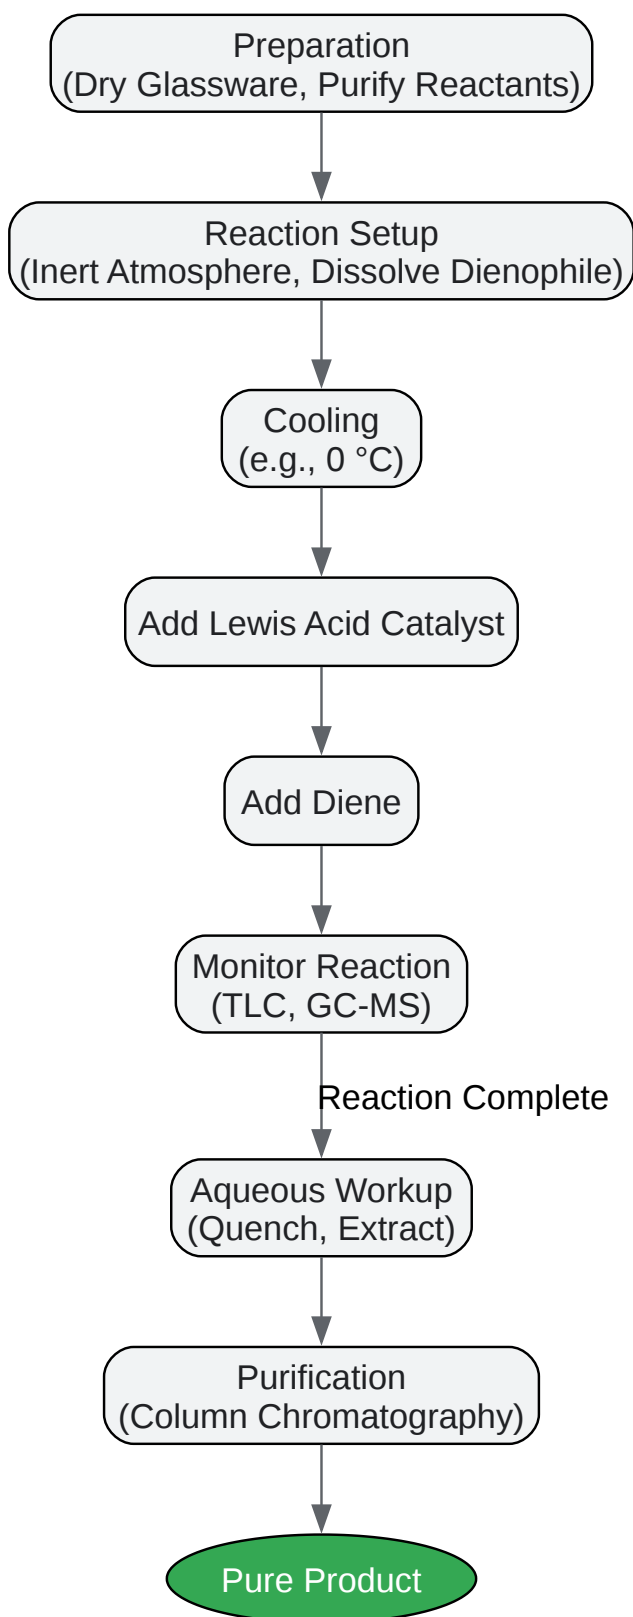 Preparation
(Dry Glassware, Purify Reactants)
Reaction Setup
(Inert Atmosphere, Dissolve Dienophile)
Cooling
(e.g., 0 °C)
Add Lewis Acid Catalyst
Add Diene
Monitor Reaction
(TLC, GC-MS)
Reaction Complete
Aqueous Workup
(Quench, Extract)
Purification
(Column Chromatography)
Pure Product